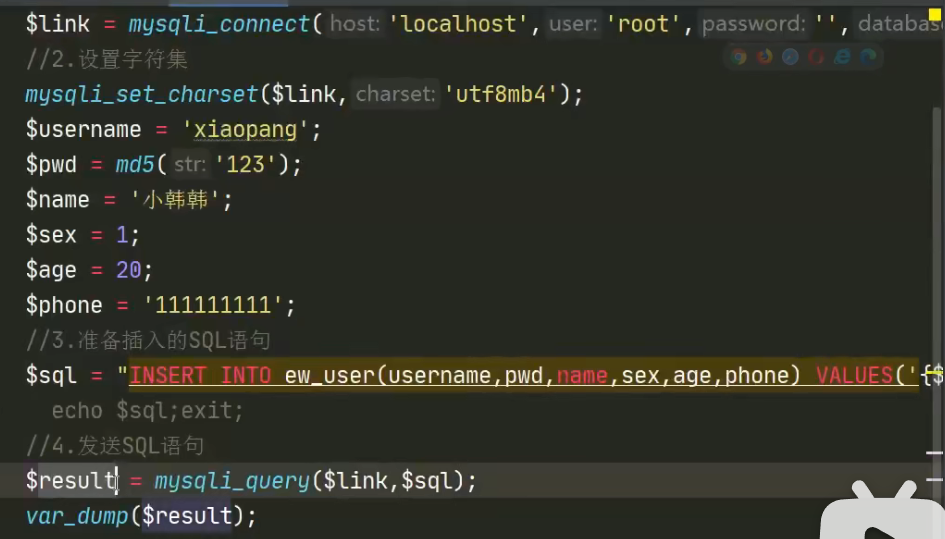 $link = mysqli_connect( host: 'localhost', user: 'root', password: '',
//2.设置字符集
mysqli_set_charset($link, charset: 'utf8mb4');
$username = 'xiaopang';
$pwd = md5( str: '123');
$name = '小韩韩';
$sex = 1;
$age = 20;
$phone = '111111111';
//3.准备插入的SQL语句
$sql = "INSERT INTO ew_user(username,pwd,name,sex,age,phone) VALUES('{$
echo $sql;exit;
//4.发送SQL语句
$result = mysqli_query($link,$sql);
var_dump($result);